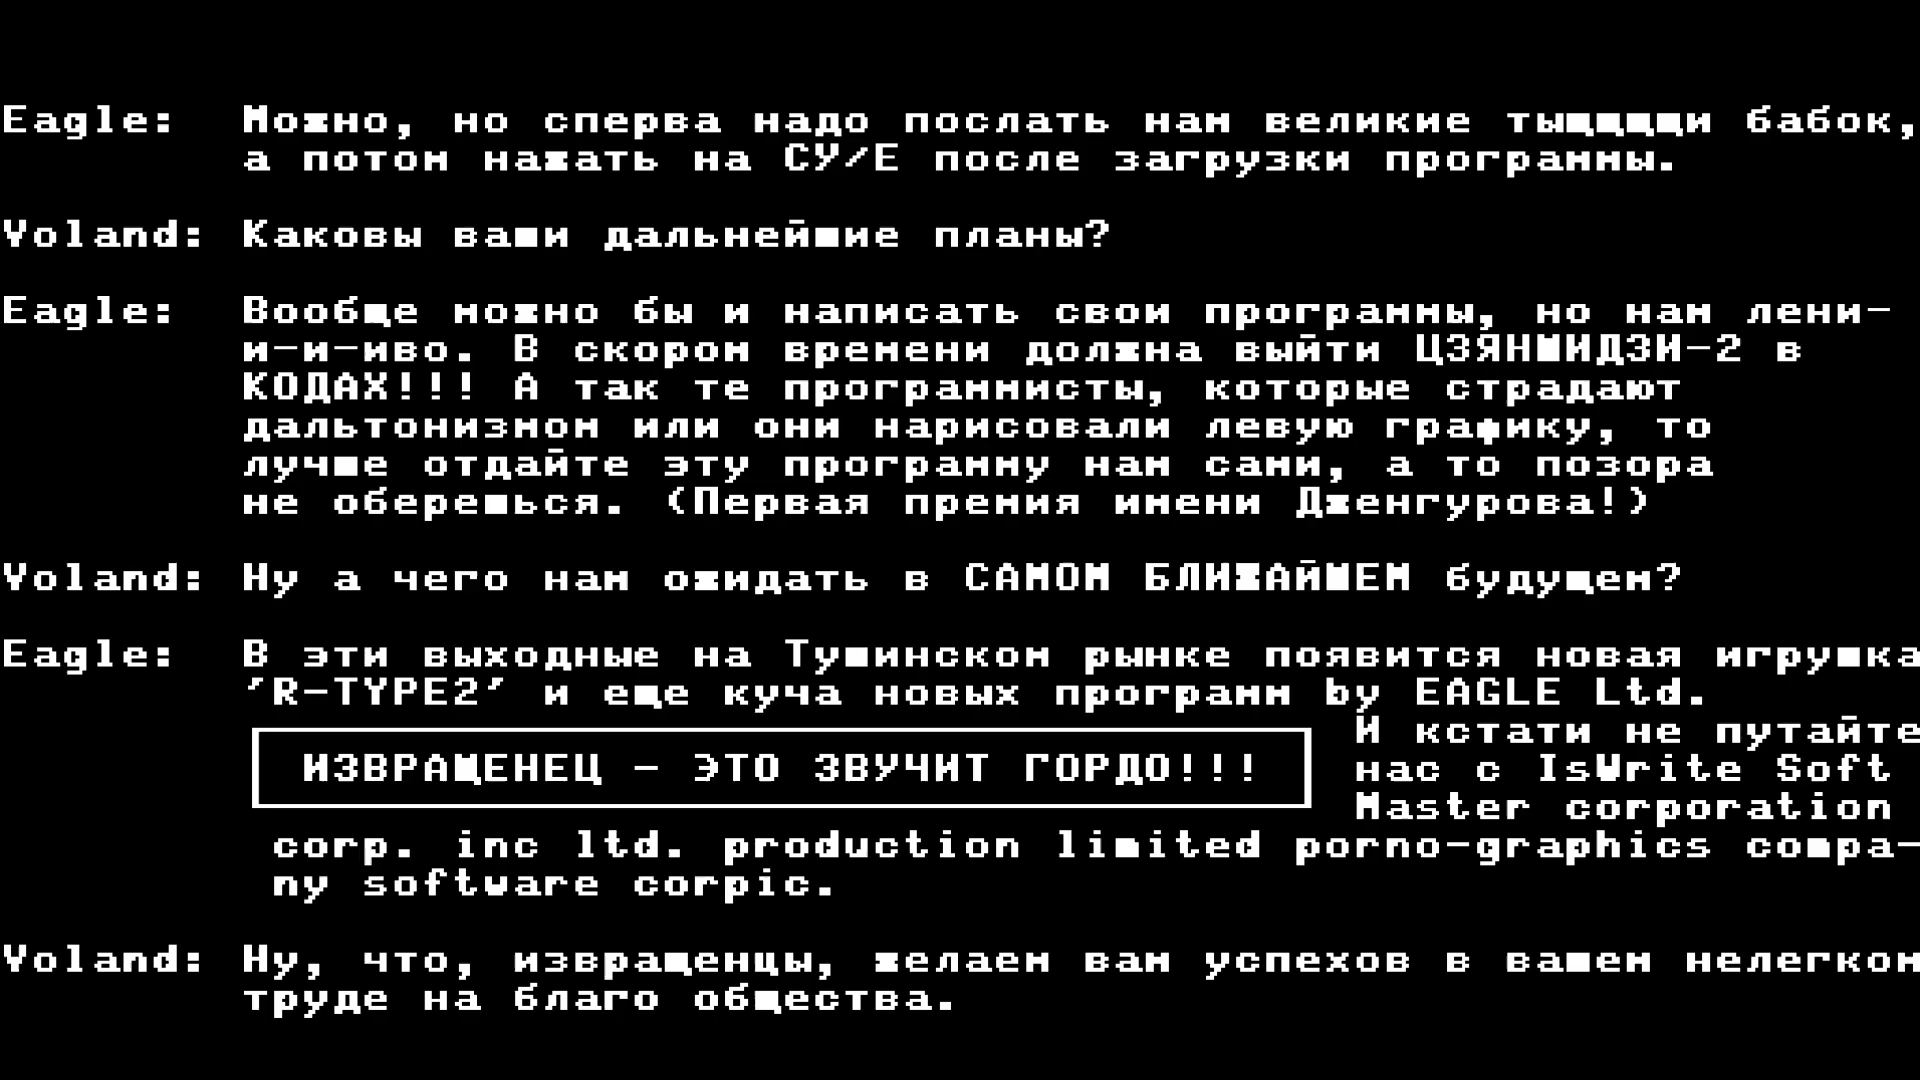 Eagle: Можно, но сперва надо послать нам великие тыщщщщи бабок,
а потом нажать на СУ/Е после загрузки программы.
Voland: Каковы ваши дальнейшие планы?
Eagle: Вообще можно бы и написать свои программы, но нам лени-
и-и-иво. В скором времени должна выйти ЦЗЯНШИДЗИ-2 в
КОДАХ!!! А так те программисты, которые страдают
дальтонизмом или они нарисовали левую графику, то
лучше отдайте эту программу нам сами, а то позора
не оберешься. (Первая премия имени Дженгурова!)
Voland: Ну а чего нам ожидать в САМОМ БЛИЖАЙШЕМ будущем?
Eagle: В эти выходные на Тушинском рынке появится новая игрушка
'R-TYPE2' и еще куча новых программ by EAGLE Ltd.
И кстати не путайте
ИЗВРАЩЕНЕЦ - ЭТО ЗВУЧИТ ГОРДО!!! нас с IsWrite Soft
Master corporation
corp. inc ltd. production limited porno-graphics compa-
ny software corpic.
Voland: Ну, что, извращенцы, желаем вам успехов в вашем нелегком
труде на благо общества.